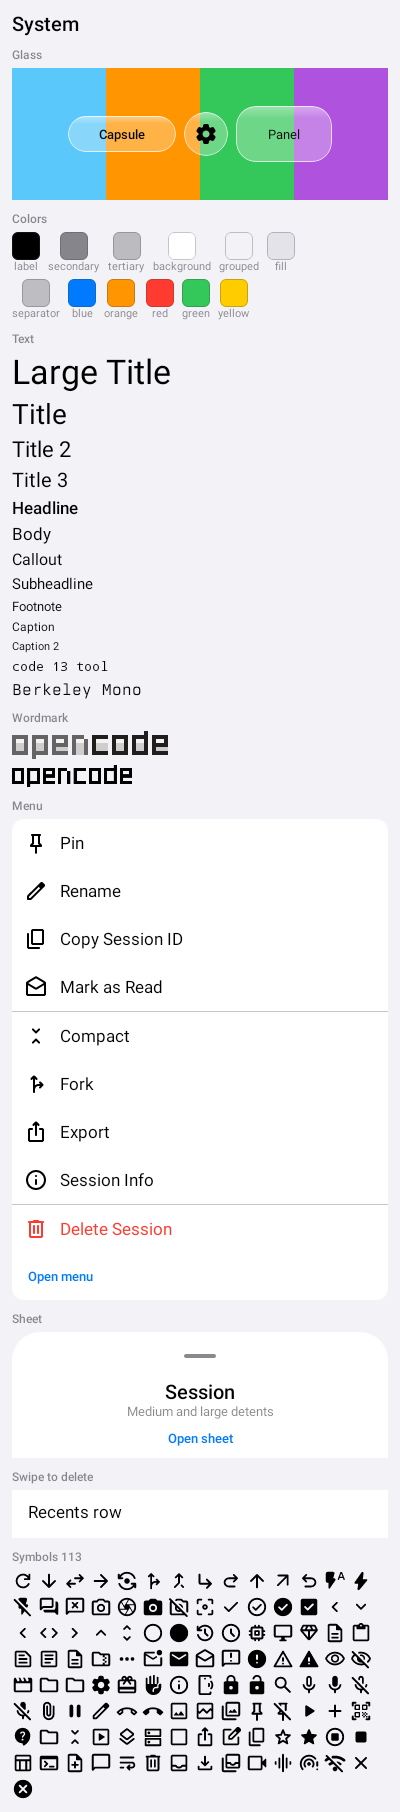 System
Glass
Capsule
Panel
Colors
label secondary tertiary background grouped fill
separator blue orange red green yellow
Text
Large Title
Title
Title 2
Title 3
Headline
Body
Callout
Subheadline
Footnote
Caption
Caption 2
code 13 tool
Berkeley Mono
Wordmark
opencode
opencode
Menu
Pin
Rename
Copy Session ID
Mark as Read
Compact
Fork
Export
Session Info
Delete Session
Open menu
Sheet
Session
Medium and large detents
Open sheet
Swipe to delete
Recents row
Symbols 113